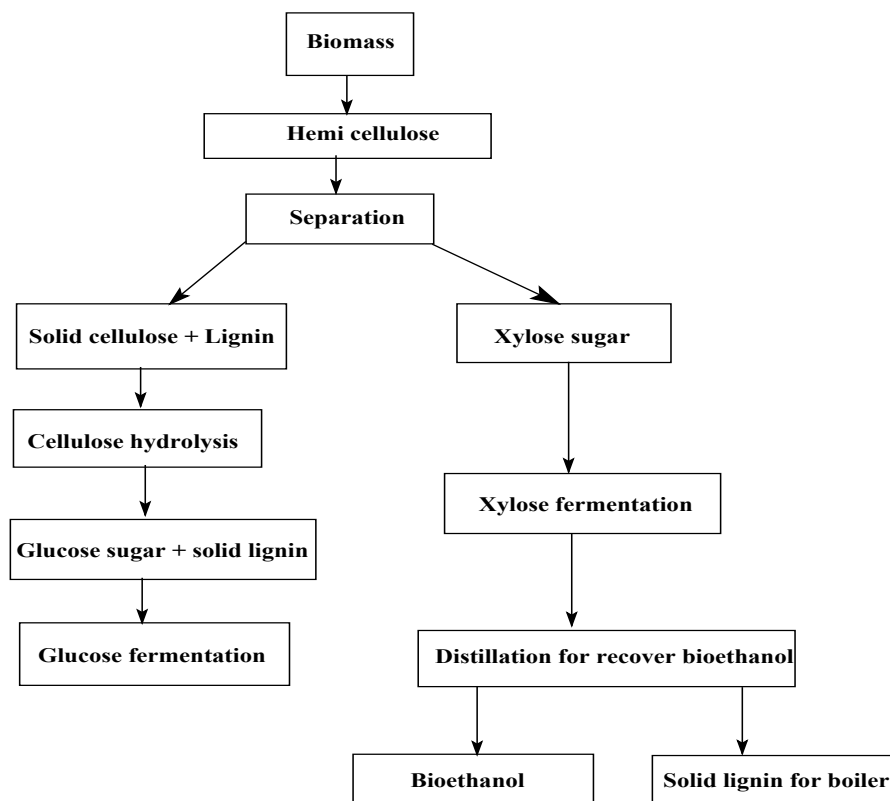 Biomass
Hemi cellulose
Separation
Solid cellulose + Lignin
Xylose sugar
Cellulose hydrolysis
Xylose fermentation
Glucose sugar + solid lignin
Glucose fermentation
Distillation for recover bioethanol
Bioethanol
Solid lignin for boiler